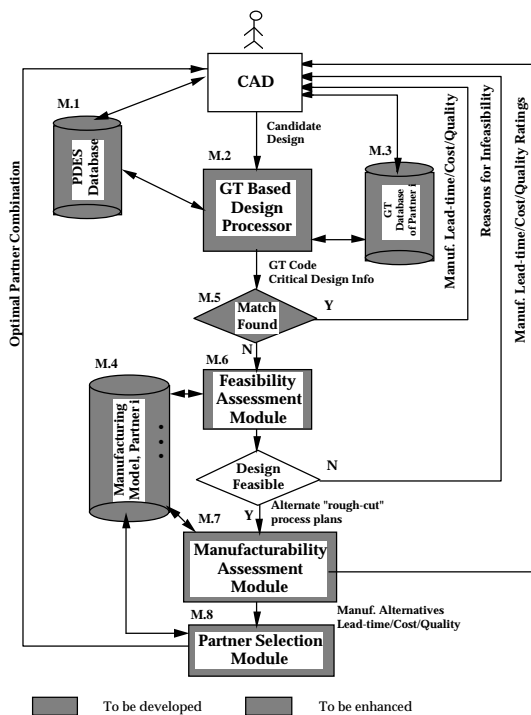 CAD
M.1
Candidate
Design
M.2
M.3
PDES
Database
GT Based
Design
Processor
GT
Database
of Partner i
Optimal Partner Combination
Manuf. Lead-time/Cost/Quality
Reasons for Infeasibility
Manuf. Lead-time/Cost/Quality Ratings
GT Code
Critical Design Info
M.5
Match
Found
Y
N
M.4
M.6
Feasibility
Assessment
Module
Manufacturing
Model, Partner i
Design
Feasible
N
Y
Alternate "rough-cut"
process plans
M.7
Manufacturability
Assessment
Module
Manuf. Alternatives
Lead-time/Cost/Quality
M.8
Partner Selection
Module
To be developed
To be enhanced